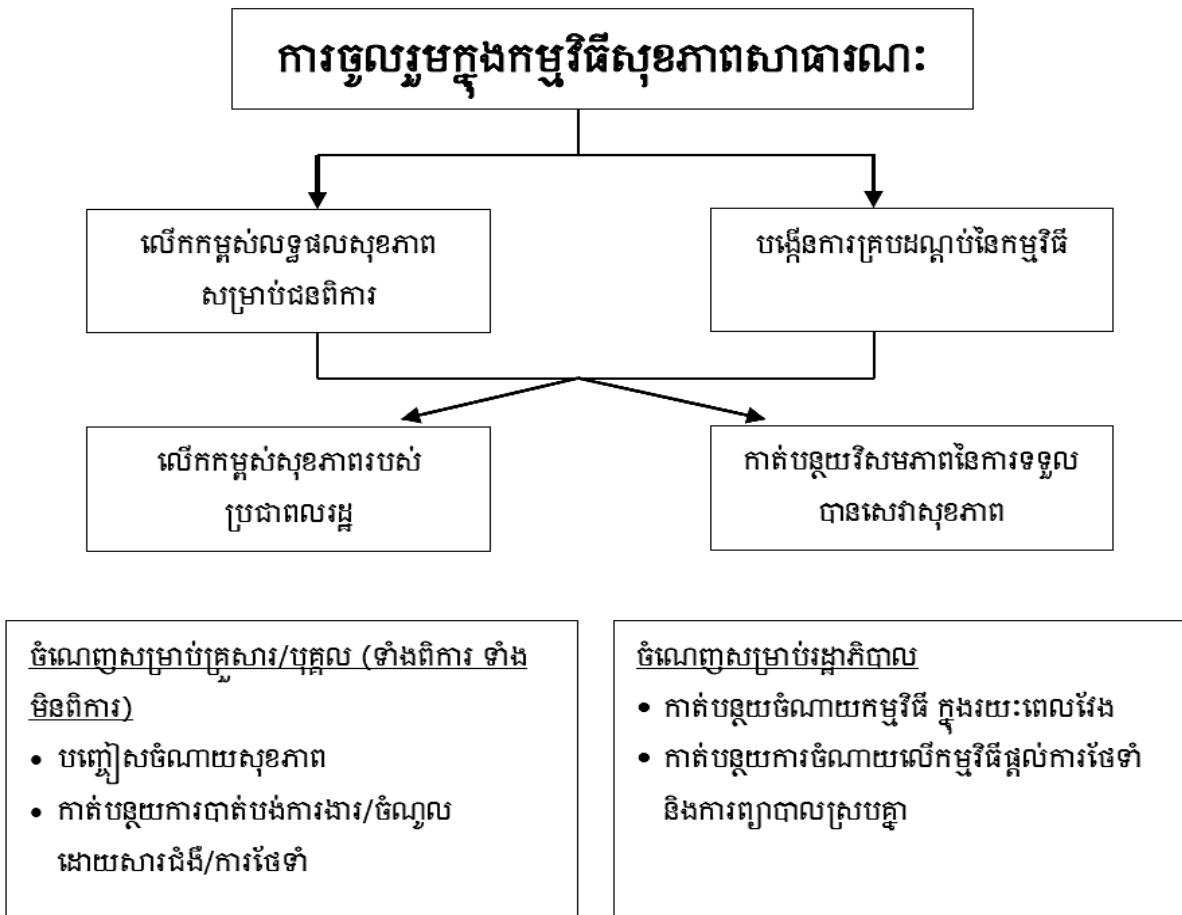 ការចូលរួមក្នុងកម្មវិធីសុខភាពសាធារណៈ
លើកកម្ពស់លទ្ធផលសុខភាព
សម្រាប់ជនពិការ
បង្កើនការគ្របដណ្តប់នៃកម្មវិធី
លើកកម្ពស់សុខភាពរបស់
ប្រជាពលរដ្ឋ
កាត់បន្ថយវិសមភាពនៃការទទួល
បានសេវាសុខភាព
ចំណេញសម្រាប់គ្រួសារ/បុគ្គល (ទាំងពិការ ទាំង
មិនពិការ)
• បញ្ចៀសចំណាយសុខភាព
• កាត់បន្ថយការបាត់បង់ការងារ/ចំណូល
ដោយសារជំងឺ/ការថែទាំ
ចំណេញសម្រាប់រដ្ឋាភិបាល
• កាត់បន្ថយចំណាយកម្មវិធី ក្នុងរយៈពេលវែង
• កាត់បន្ថយការចំណាយលើកម្មវិធីផ្តល់ការថែទាំ
និងការព្យាបាលស្របគ្នា